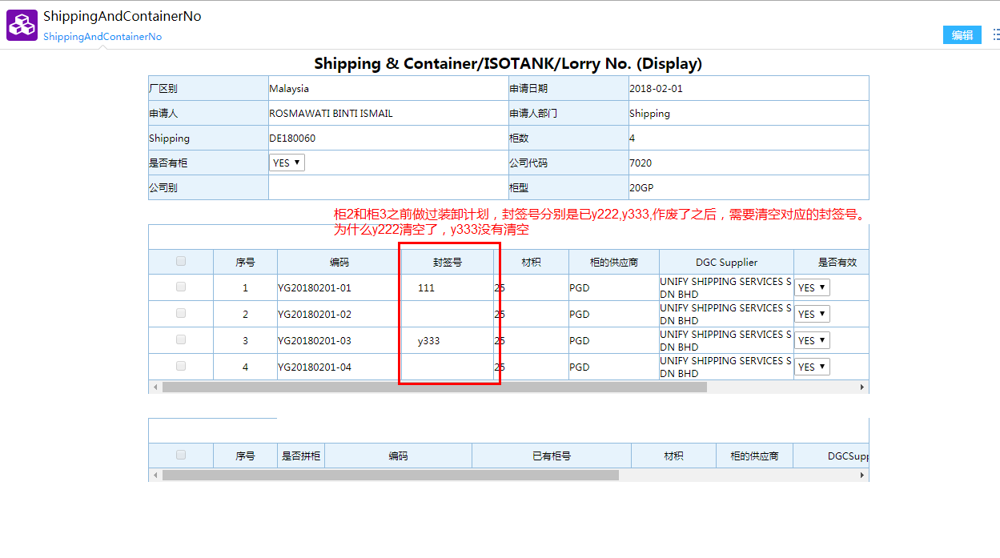 ShippingAndContainerNo
ShippingAndContainerNo
编辑
Shipping & Container/ISOTANK/Lorry No. (Display)
厂区别 Malaysia 申请日期 2018-02-01
申请人 ROSMAWATI BINTI ISMAIL 申请人部门 Shipping
Shipping DE180060 柜数 4
是否有柜 YES 公司代码 7020
公司别 柜型 20GP
柜2和柜3之前做过装卸计划，封签号分别是已y222,y333,作废了之后，需要清空对应的封签号。
为什么y222清空了，y333没有清空
序号 编码 封签号 材积 柜的供应商 DGC Supplier 是否有效
1 YG20180201-01 111 25 PGD UNIFY SHIPPING SERVICES S
DN BHD YES
2 YG20180201-02 25 PGD UNIFY SHIPPING SERVICES S
DN BHD YES
3 YG20180201-03 y333 25 PGD UNIFY SHIPPING SERVICES S
DN BHD YES
4 YG20180201-04 25 PGD UNIFY SHIPPING SERVICES S
DN BHD YES
序号 是否拼柜 编码 已有柜号 材积 柜的供应商 DGCSupp